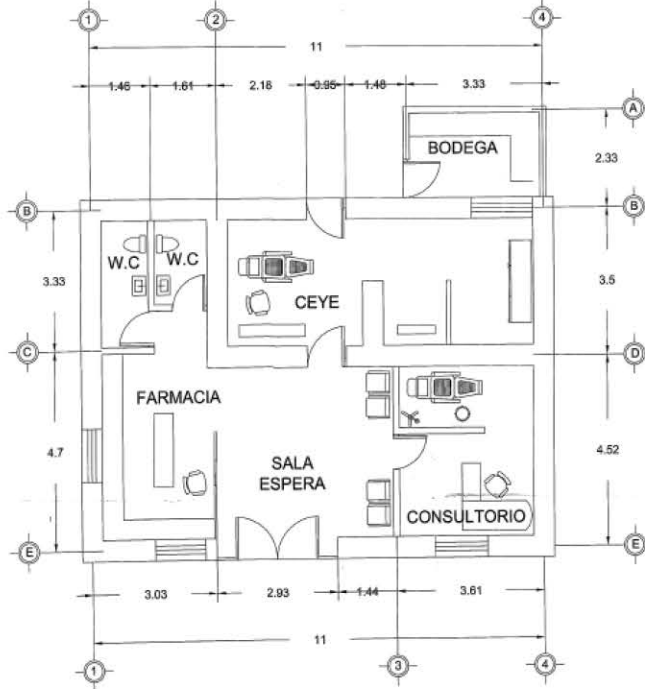 1
2
4
11
1.46
1.61
2.18
0.95
1.48
3.33
A
BODEGA
2.33
B
B
W.C
W.C
3.33
3.5
CEYE
C
D
FARMACIA
4.7
4.52
SALA
ESPERA
CONSULTORIO
E
E
3.03
2.93
1.44
3.61
11
1
3
4